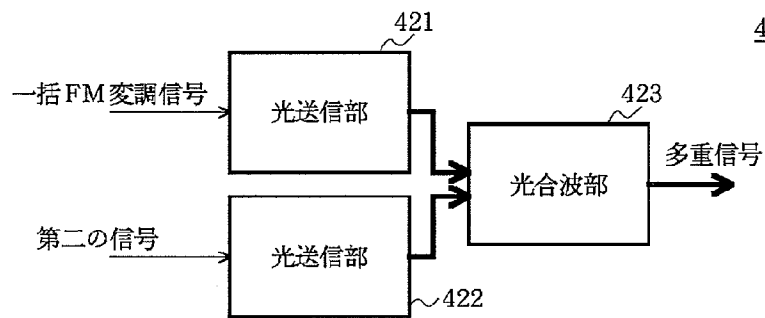 421
4
一括FM変調信号
光送信部
423
多重信号
光合波部
第二の信号
光送信部
422